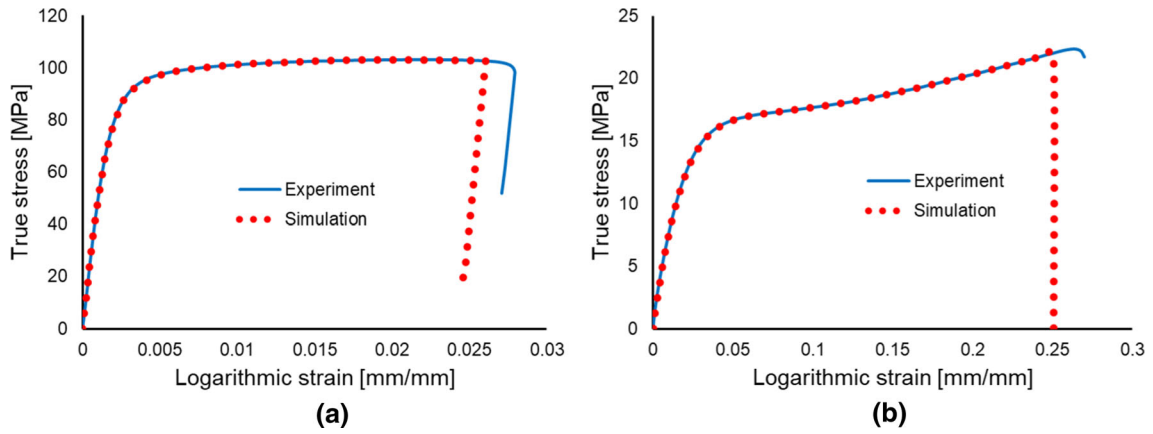 120
100
80
60
40
20
0
True stress [MPa]
Experiment
Simulation
0 0.005 0.01 0.015 0.02 0.025 0.03
Logarithmic strain [mm/mm]
(a)
25
20
15
10
5
0
True stress [MPa]
Experiment
Simulation
0 0.05 0.1 0.15 0.2 0.25 0.3
Logarithmic strain [mm/mm]
(b)